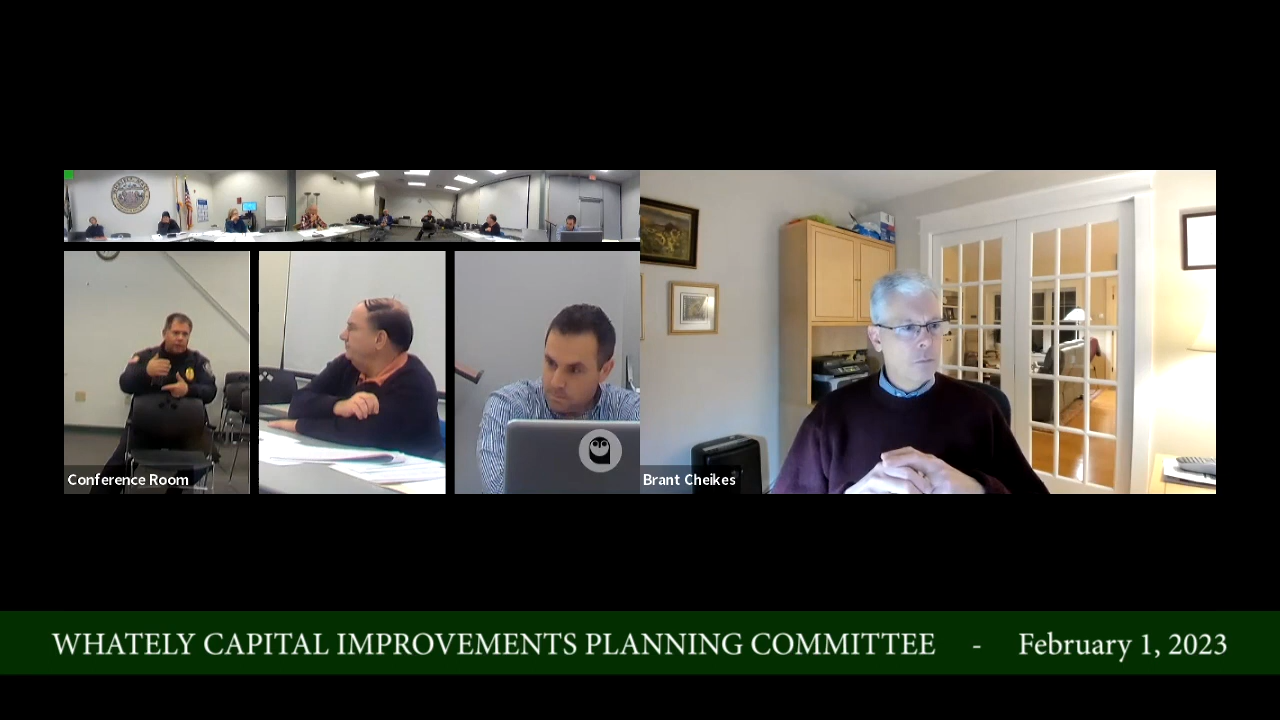 Conference Room
Brant Cheikes
WHATELY CAPITAL IMPROVEMENTS PLANNING COMMITTEE - February 1, 2023